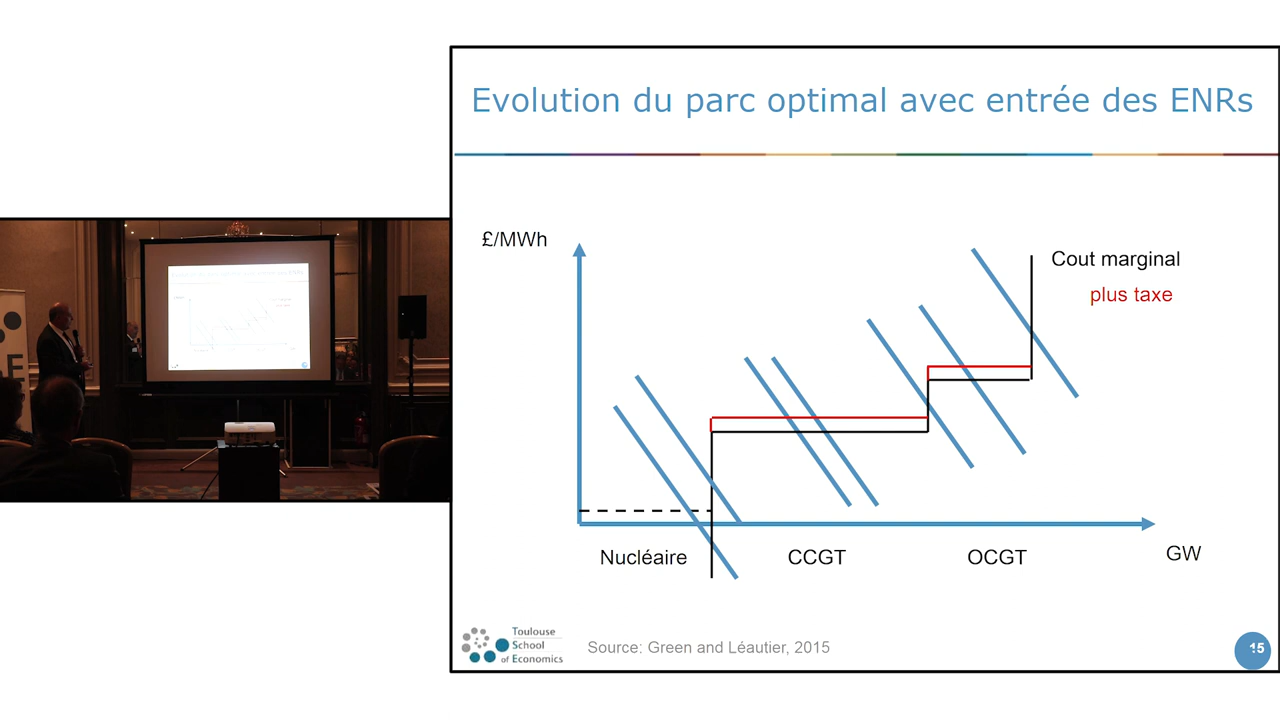 Evolution du parc optimal avec entrée des ENRs
£/MWh
Cout marginal
plus taxe
Nucléaire
CCGT
OCGT
GW
Toulouse
School
of Economics
Source: Green and Léautier, 2015
15